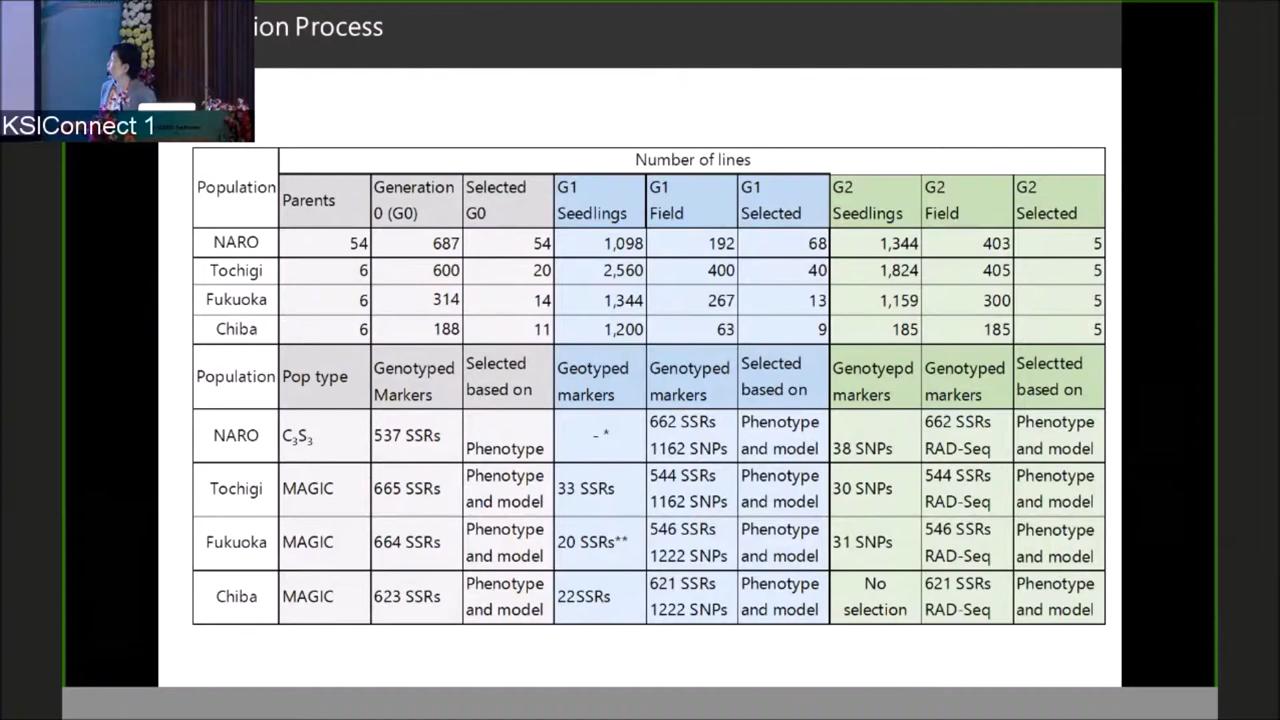 ion Process
KSIConnect 1
Number of lines
Population Parents Generation 0 (G0) Selected G0 G1 Seedlings G1 Field G1 Selected G2 Seedlings G2 Field G2 Selected
NARO 54 687 54 1,098 192 68 1,344 403 5
Tochigi 6 600 20 2,560 400 40 1,824 405 5
Fukuoka 6 314 14 1,344 267 13 1,159 300 5
Chiba 6 188 11 1,200 63 9 185 185 5
Population Pop type Genotyped Markers Selected based on Geotyped markers Genotyped markers Selected based on Genotyepd markers Genotyped markers Selectted based on
NARO C₃S₃ 537 SSRs Phenotype - * 662 SSRs 1162 SNPs Phenotype and model 38 SNPs 662 SSRs RAD-Seq Phenotype and model
Tochigi MAGIC 665 SSRs Phenotype and model 33 SSRs 544 SSRs 1162 SNPs Phenotype and model 30 SNPs 544 SSRs RAD-Seq Phenotype and model
Fukuoka MAGIC 664 SSRs Phenotype and model 20 SSRs** 546 SSRs 1222 SNPs Phenotype and model 31 SNPs 546 SSRs RAD-Seq Phenotype and model
Chiba MAGIC 623 SSRs Phenotype and model 22SSRs 621 SSRs 1222 SNPs Phenotype and model No selection 621 SSRs RAD-Seq Phenotype and model